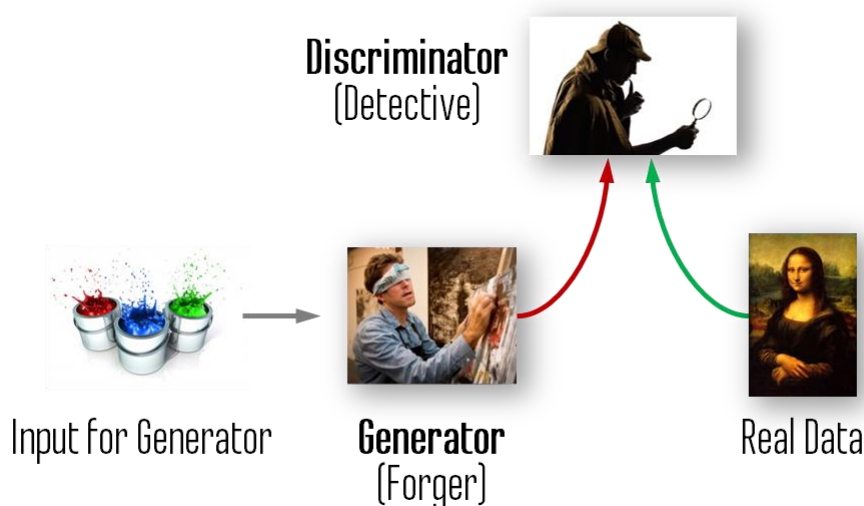 Discriminator
(Detective)
Input for Generator
Generator
(Forger)
Real Data